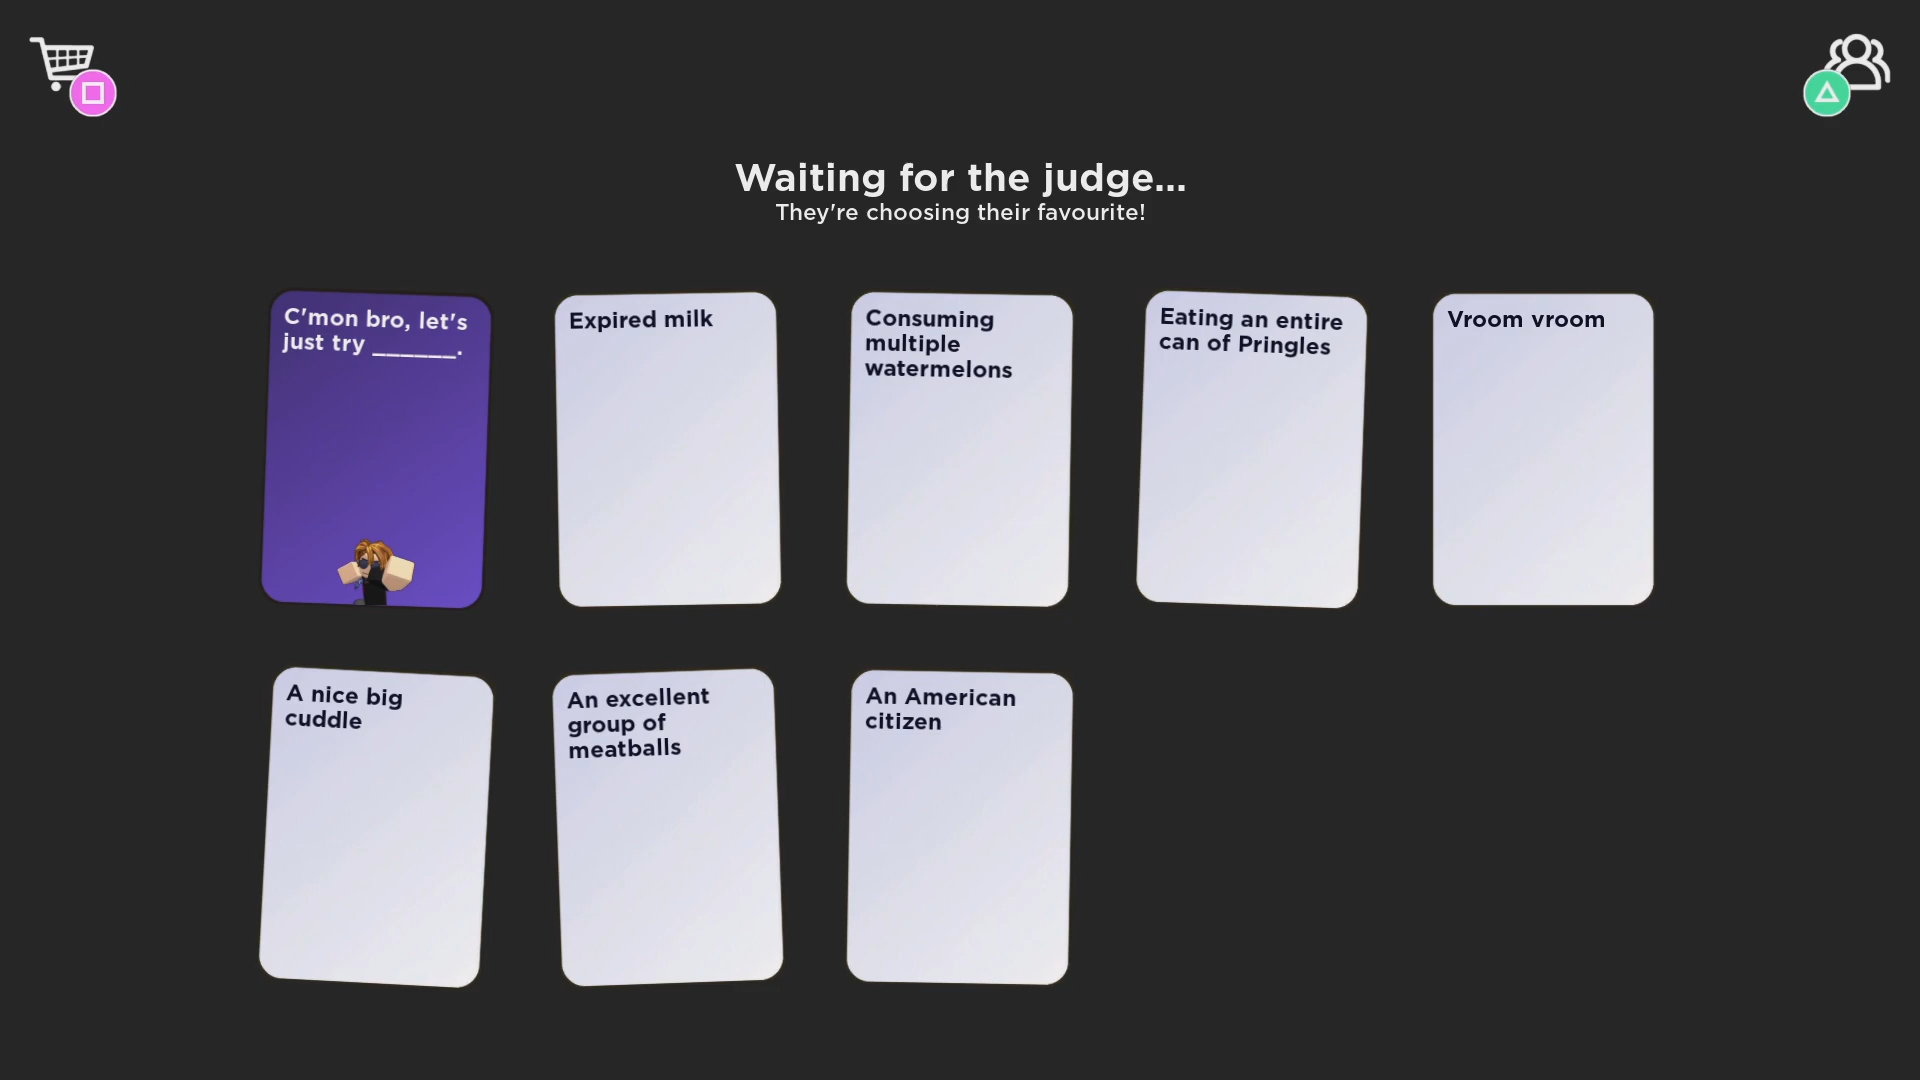 Waiting for the judge...
They're choosing their favourite!
C'mon bro, let's
just try ______.
Expired milk
Consuming
multiple
watermelons
Eating an entire
can of Pringles
Vroom vroom
A nice big
cuddle
An excellent
group of
meatballs
An American
citizen